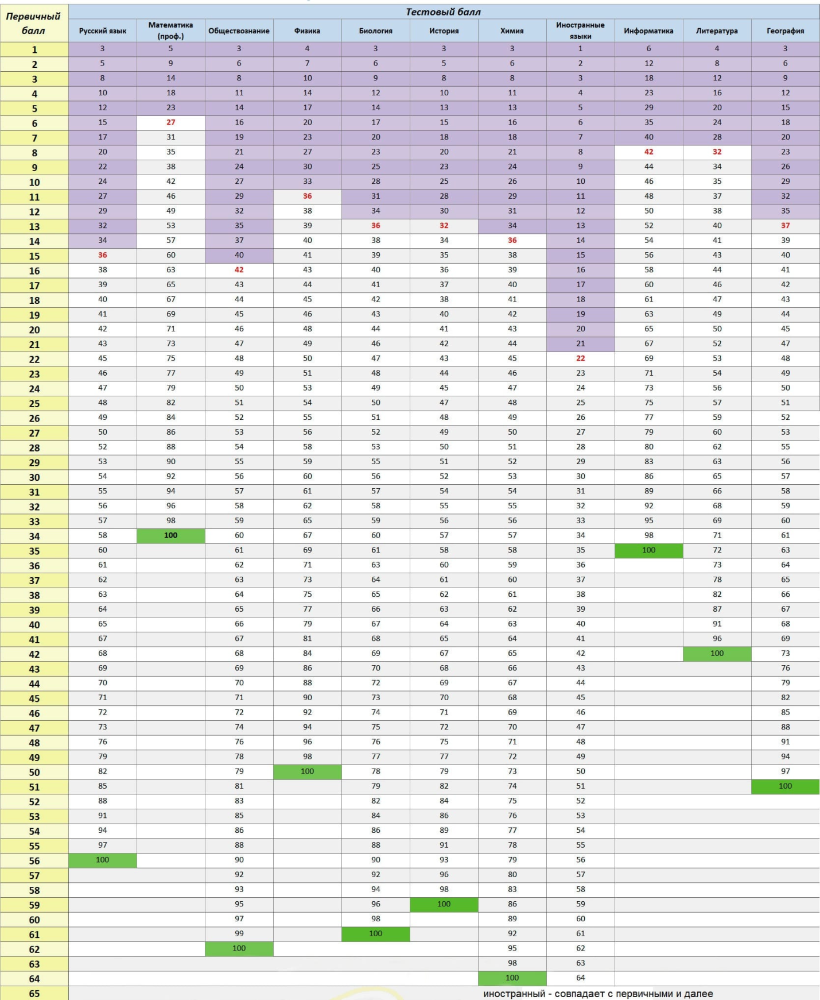 Первичный балл Тестовый балл
Русский язык Математика (проф.) Обществознание Физика Биология История Химия Иностранные языки Информатика Литература География
1 3 5 3 4 3 3 3 1 6 4 3
2 5 9 6 7 6 5 6 2 12 8 6
3 8 14 8 10 9 8 8 3 18 12 9
4 10 18 11 14 12 10 11 4 23 16 12
5 12 23 14 17 14 13 13 5 29 20 15
6 15 27 16 20 17 15 16 6 35 24 18
7 17 31 19 23 20 18 18 7 40 28 20
8 20 35 21 27 23 20 21 8 42 32 23
9 22 38 24 30 25 23 24 9 44 34 26
10 24 42 27 33 28 25 26 10 46 35 29
11 27 46 29 36 31 28 29 11 48 37 32
12 29 49 32 38 34 30 31 12 50 38 35
13 32 53 35 39 36 32 34 13 52 40 37
14 34 57 37 40 38 34 36 14 54 41 39
15 36 60 40 41 39 35 38 15 56 43 40
16 38 63 42 43 40 36 39 16 58 44 41
17 39 65 43 44 41 37 40 17 60 46 42
18 40 67 44 45 42 38 41 18 61 47 43
19 41 69 45 46 43 40 42 19 63 49 44
20 42 71 46 48 44 41 43 20 65 50 45
21 43 73 47 49 46 42 44 21 67 52 47
22 45 75 48 50 47 43 45 22 69 53 48
23 46 77 49 51 48 44 46 23 71 54 49
24 47 79 50 53 49 45 47 24 73 56 50
25 48 82 51 54 50 47 48 25 75 57 51
26 49 84 52 55 51 48 49 26 77 59 52
27 50 86 53 56 52 49 50 27 79 60 53
28 52 88 54 58 53 50 51 28 80 62 55
29 53 90 55 59 55 51 52 29 83 63 56
30 54 92 56 60 56 52 53 30 86 65 57
31 55 94 57 61 57 54 54 31 89 66 58
32 56 96 58 62 58 55 55 32 92 68 59
33 57 98 59 65 59 56 56 33 95 69 60
34 58 100 60 67 60 57 57 34 98 71 61
35 60 61 69 61 58 58 35 100 72 63
36 61 62 71 63 60 59 36 73 64
37 62 63 73 64 61 60 37 78 65
38 63 64 75 65 62 61 38 82 66
39 64 65 77 66 63 62 39 87 67
40 65 66 79 67 64 63 40 91 68
41 67 67 81 68 65 64 41 96 69
42 68 68 84 69 67 65 42 100 73
43 69 69 86 70 68 66 43 76
44 70 70 88 72 69 67 44 79
45 71 71 90 73 70 68 45 82
46 72 72 92 74 71 69 46 85
47 73 74 94 75 72 70 47 88
48 76 76 96 76 75 71 48 91
49 79 78 98 77 77 72 49 94
50 82 79 100 78 79 73 50 97
51 85 81 79 82 74 51 100
52 88 83 82 84 75 52
53 91 85 84 86 76 53
54 94 86 86 89 77 54
55 97 88 88 91 78 55
56 100 90 90 93 79 56
57 92 92 96 80 57
58 93 94 98 83 58
59 95 96 100 86 59
60 97 98 89 60
61 99 100 92 61
62 100 95 62
63 98 63
64 100 64
65 иностранный - совпадает с первичными и далее